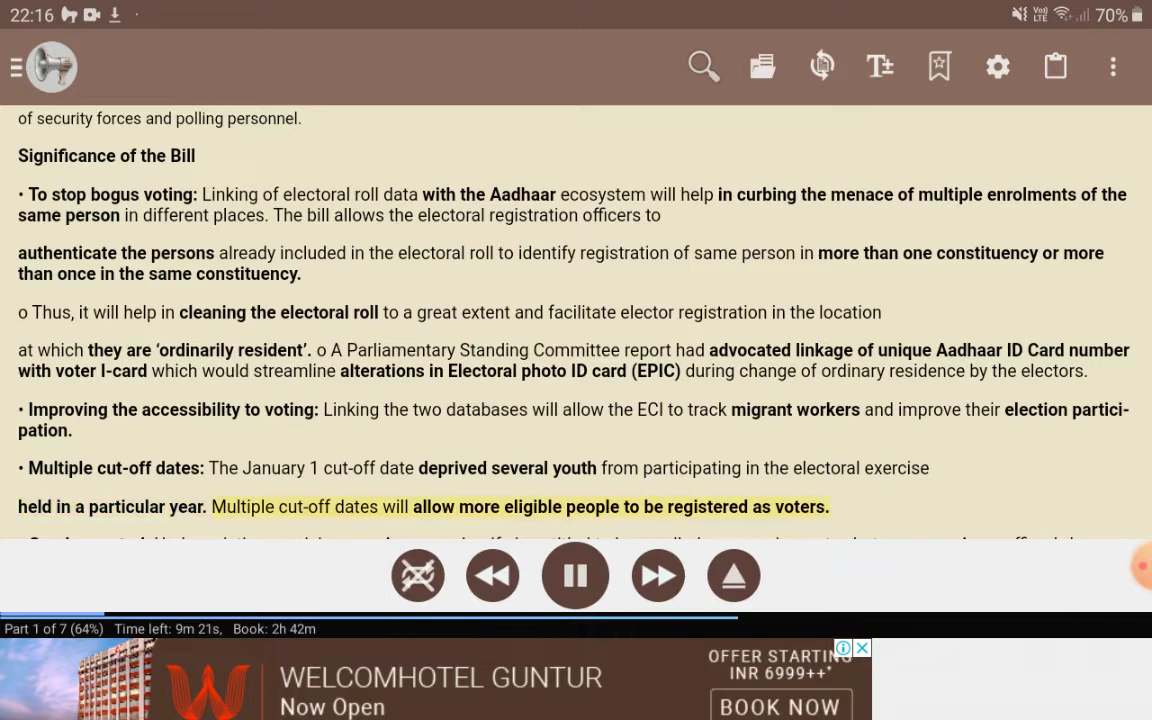 22:16
Voo) LTE 70%
T±
of security forces and polling personnel.
Significance of the Bill
• To stop bogus voting: Linking of electoral roll data with the Aadhaar ecosystem will help in curbing the menace of multiple enrolments of the
same person in different places. The bill allows the electoral registration officers to
authenticate the persons already included in the electoral roll to identify registration of same person in more than one constituency or more
than once in the same constituency.
o Thus, it will help in cleaning the electoral roll to a great extent and facilitate elector registration in the location
at which they are ‘ordinarily resident’. o A Parliamentary Standing Committee report had advocated linkage of unique Aadhaar ID Card number
with voter I-card which would streamline alterations in Electoral photo ID card (EPIC) during change of ordinary residence by the electors.
• Improving the accessibility to voting: Linking the two databases will allow the ECI to track migrant workers and improve their election partici-
pation.
• Multiple cut-off dates: The January 1 cut-off date deprived several youth from participating in the electoral exercise
held in a particular year. Multiple cut-off dates will allow more eligible people to be registered as voters.
Part 1 of 7 (64%) Time left: 9m 21s, Book: 2h 42m
WELCOMHOTEL GUNTUR
Now Open
OFFER STARTING
INR 6999++*
BOOK NOW